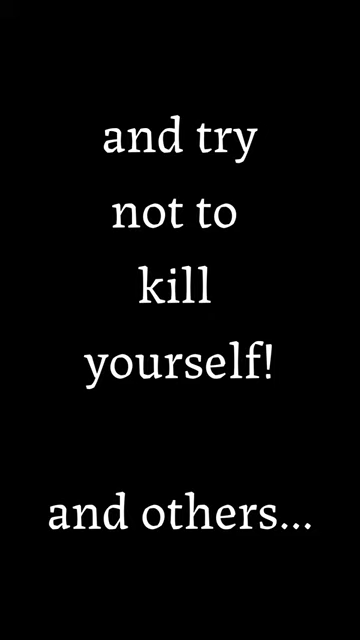 and try
not to
kill
yourself!
and others...